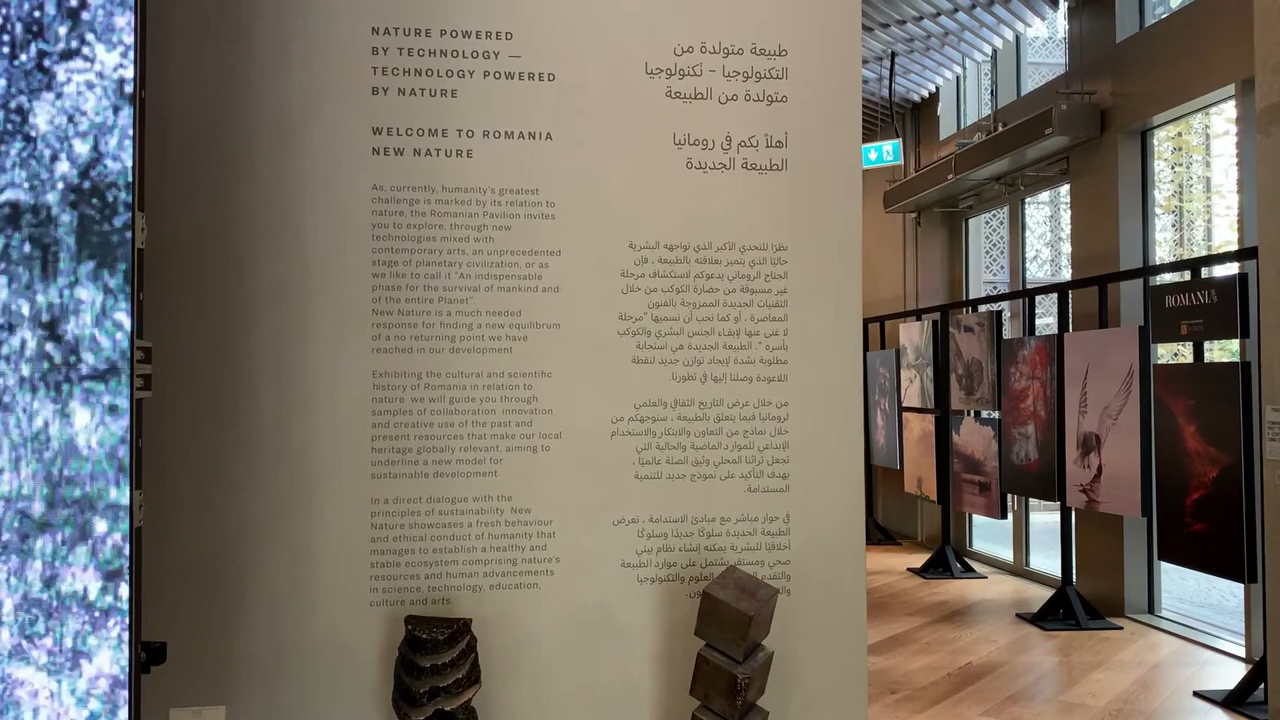 NATURE POWERED
BY TECHNOLOGY —
TECHNOLOGY POWERED
BY NATURE
WELCOME TO ROMANIA
NEW NATURE
As, currently, humanity's greatest
challenge is marked by its relation to
nature, the Romanian Pavilion invites
you to explore, through new
technologies mixed with
contemporary arts, an unprecedented
stage of planetary civilization, or as
we like to call it "An indispensable
phase for the survival of mankind and
of the entire Planet".
New Nature is a much needed
response for finding a new equilibrum
of a no returning point we have
reached in our development
Exhibiting the cultural and scientific
history of Romania in relation to
nature we will guide you through
samples of collaboration innovation
and creative use of the past and
present resources that make our local
heritage globally relevant, aiming to
underline a new model for
sustainable development
In a direct dialogue with the
principles of sustainability New
Nature showcases a fresh behaviour
and ethical conduct of humanity that
manages to establish a healthy and
stable ecosystem comprising nature's
resources and human advancements
in science, technology, education,
culture and arts.
طبيعة متولدة من
التكنولوجيا - تكنولوجيا
متولدة من الطبيعة
أهلاً بكم في رومانيا
الطبيعة الجديدة
نظرًا للتحدي الأكبر الذي تواجهه البشرية
حاليًا الذي يتميز بعلاقته بالطبيعة ، فإن
الجناح الروماني يدعوكم لاستكشاف مرحلة
غير مسبوقة من حضارة الكوكب من خلال
التقنيات الجديدة الممزوجة بالفنون
المعاصرة ، أو كما نحب أن نسميها "مرحلة
لا غنى عنها لإبقاء الجنس البشري والكوكب
بأسره ". الطبيعة الجديدة هي استجابة
مطلوبة بشدة لإيجاد توازن جديد لنقطة
اللاعودة وصلنا إليها في تطورنا.
من خلال عرض التاريخ الثقافي والعلمي
لرومانيا فيما يتعلق بالطبيعة ، سنوجهكم من
خلال نماذج من التعاون والابتكار والاستخدام
الإبداعي للموارد الماضية والحالية التي
تجعل تراثنا المحلي وثيق الصلة عالميًا ،
بهدف التأكيد على نموذج جديد للتنمية
المستدامة.
في حوار مباشر مع مبادئ الاستدامة ، تعرض
الطبيعة الجديدة سلوكًا جديدًا وسلوكًا
أخلاقيًا للبشرية يمكنه إنشاء نظام بيئي
صحي ومستقر يشتمل على موارد الطبيعة
العلوم والتكنولوجيا
ROMANI